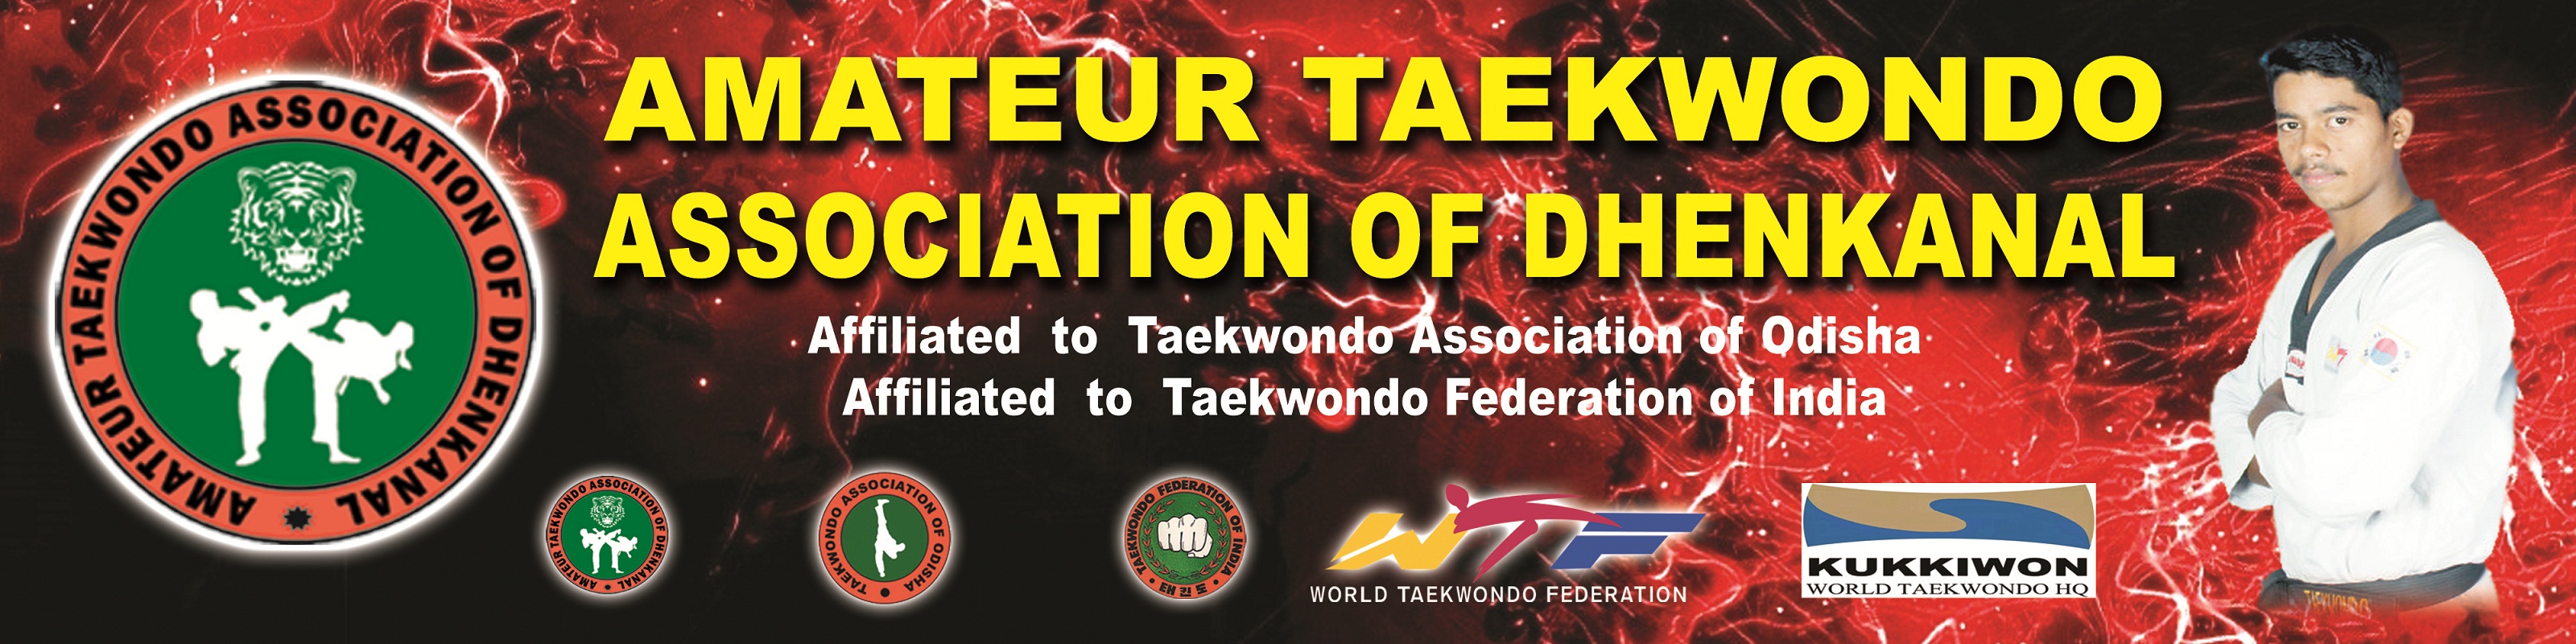 AMATEUR TAEKWONDO ASSOCIATION OF DHENKANAL
AMATEUR TAEKWONDO
ASSOCIATION OF DHENKANAL
Affiliated to Taekwondo Association of Odisha
Affiliated to Taekwondo Federation of India
AMATEUR TAEKWONDO ASSOCIATION OF DHENKANAL
TAEKWONDO ASSOCIATION OF ODISHA
TAEKWONDO FEDERATION OF INDIA
태권도
WTF
WORLD TAEKWONDO FEDERATION
KUKKIWON
WORLD TAEKWONDO HQ
TAEKWONDO